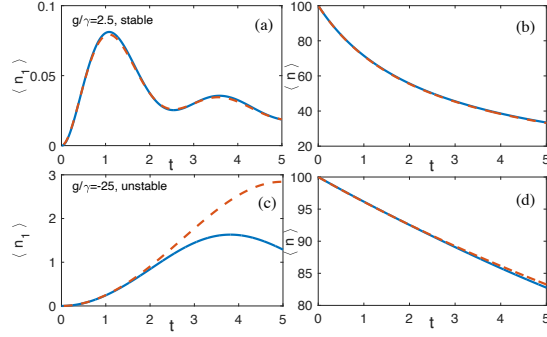 0.1
g/γ=2.5, stable
(a)
0.05
⟨ n₁ ⟩
0
0 1 2 3 4 5
t
100
(b)
80
60
⟨ n ⟩
40
20
0 1 2 3 4 5
t
3
g/γ=-25, unstable
2
(c)
⟨ n₁ ⟩
1
0
0 1 2 3 4 5
t
100
(d)
95
90
⟨ n ⟩
85
80
0 1 2 3 4 5
t